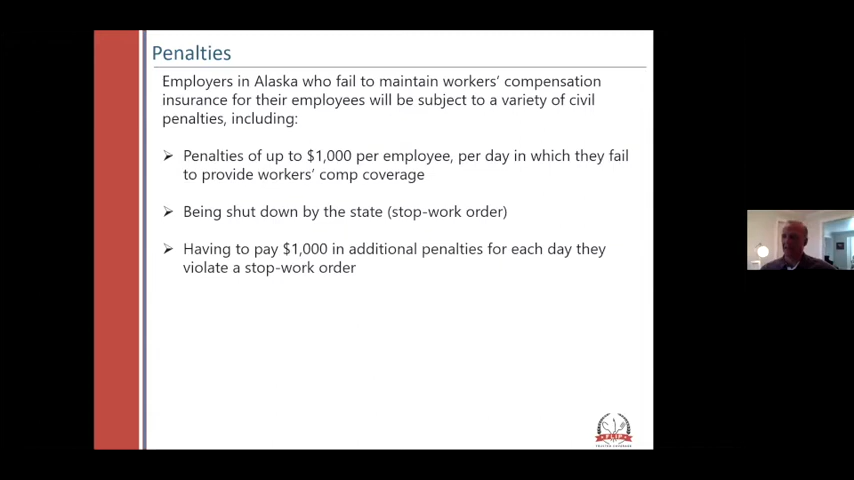 Penalties
Employers in Alaska who fail to maintain workers' compensation
insurance for their employees will be subject to a variety of civil
penalties, including:
➢ Penalties of up to $1,000 per employee, per day in which they fail
to provide workers' comp coverage
➢ Being shut down by the state (stop-work order)
➢ Having to pay $1,000 in additional penalties for each day they
violate a stop-work order
FLIP